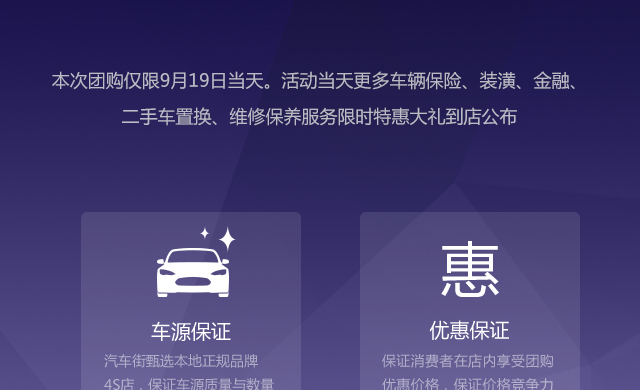 本次团购仅限9月19日当天。活动当天更多车辆保险、装潢、金融、
二手车置换、维修保养服务限时特惠大礼到店公布
惠
车源保证
优惠保证
汽车街甄选本地正规品牌
4S店，保证车源质量与数量
保证消费者在店内享受团购
优惠价格，保证价格竞争力